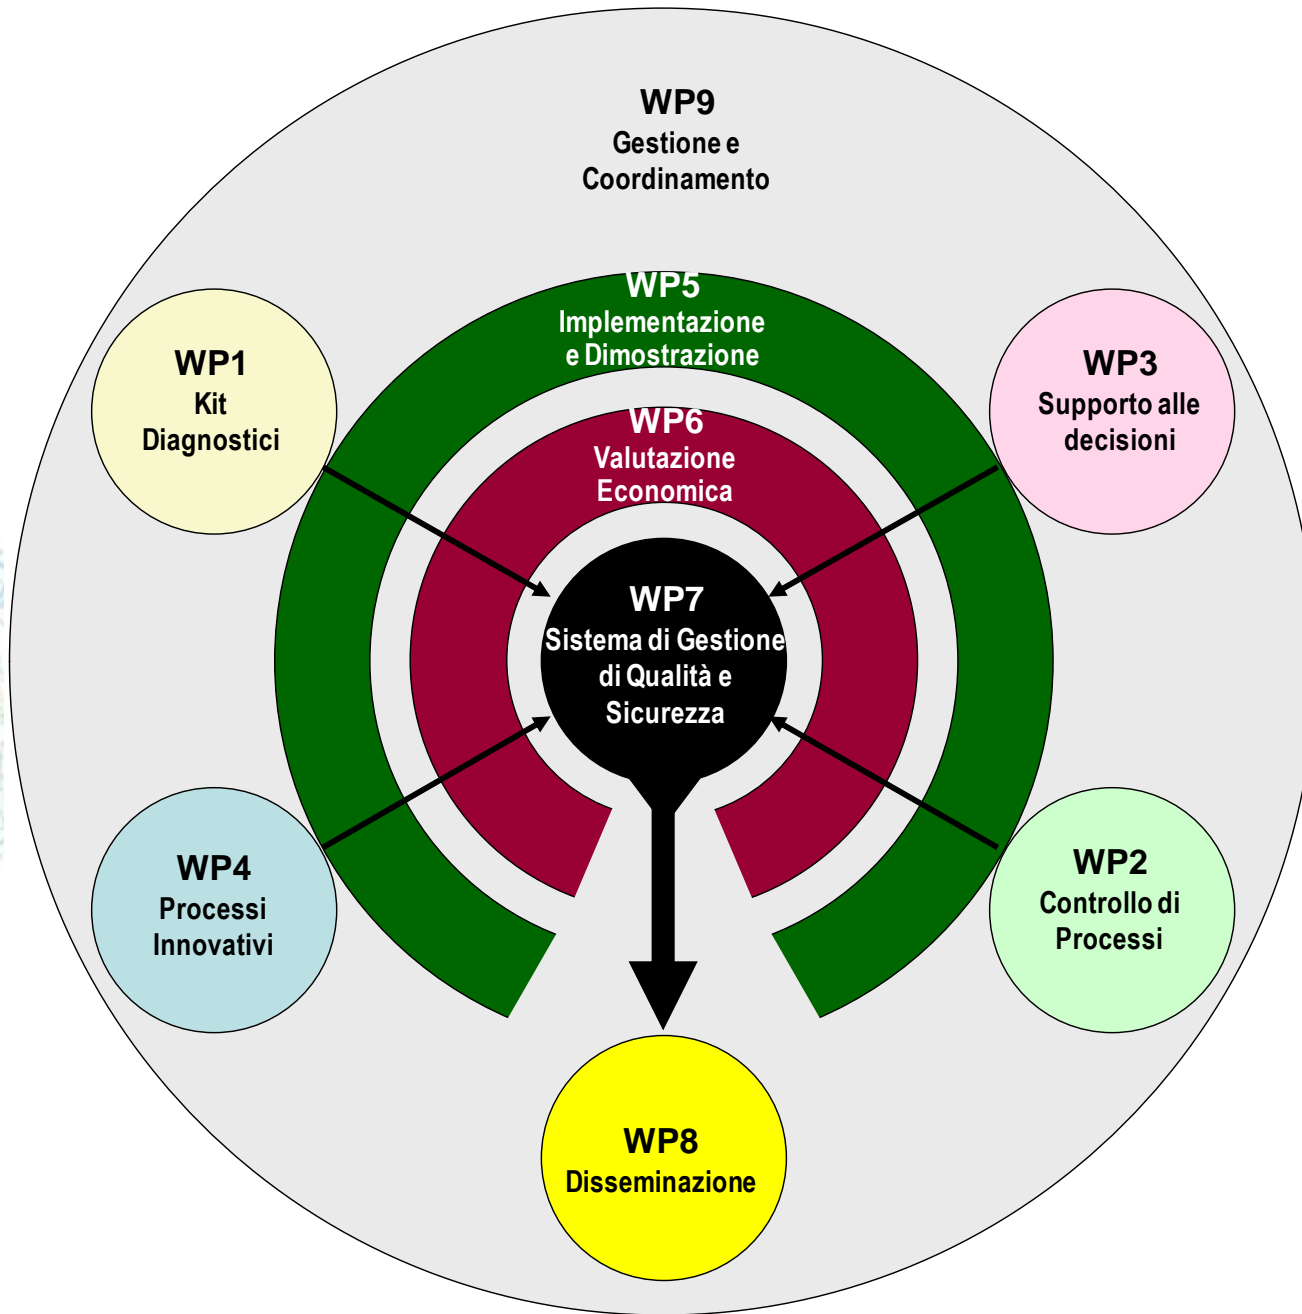 WP9
Gestione e
Coordinamento
WP5
Implementazione
e Dimostrazione
WP1
Kit
Diagnostici
WP3
Supporto alle
decisioni
WP6
Valutazione
Economica
WP7
Sistema di Gestione
di Qualità e
Sicurezza
WP4
Processi
Innovativi
WP2
Controllo di
Processi
WP8
Disseminazione